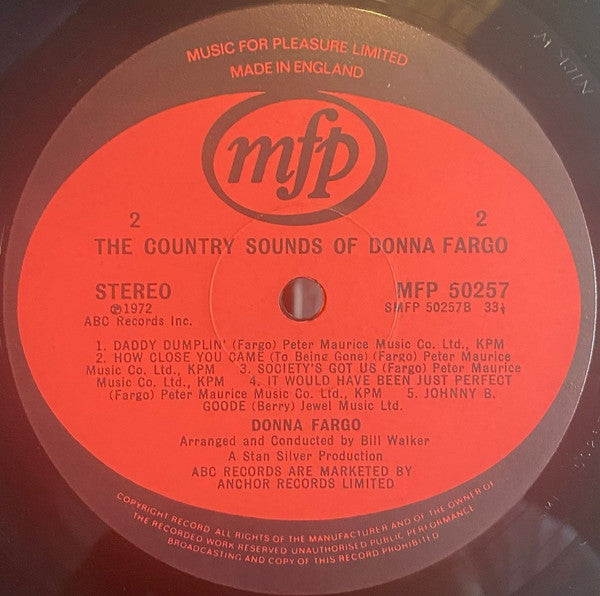 MUSIC FOR PLEASURE LIMITED
MADE IN ENGLAND
mfp
2 2
THE COUNTRY SOUNDS OF DONNA FARGO
STEREO MFP 50257
℗1972 SMFP 50257B 33⅓
ABC Records Inc.
1. DADDY DUMPLIN' (Fargo) Peter Maurice Music Co. Ltd., KPM
2. HOW CLOSE YOU CAME (To Being Gone) (Fargo) Peter Maurice
Music Co. Ltd., KPM 3. SOCIETY'S GOT US (Fargo) Peter Maurice
Music Co. Ltd., KPM 4. IT WOULD HAVE BEEN JUST PERFECT
(Fargo) Peter Maurice Music Co. Ltd., KPM 5. JOHNNY B.
GOODE (Berry) Jewel Music Ltd.
DONNA FARGO
Arranged and Conducted by Bill Walker
A Stan Silver Production
ABC RECORDS ARE MARKETED BY
ANCHOR RECORDS LIMITED
COPYRIGHT RECORD ALL RIGHTS OF THE MANUFACTURER AND OF THE OWNER OF
THE RECORDED WORK RESERVED UNAUTHORISED PUBLIC PERFORMANCE
BROADCASTING AND COPY OF THIS RECORD PROHIBITED